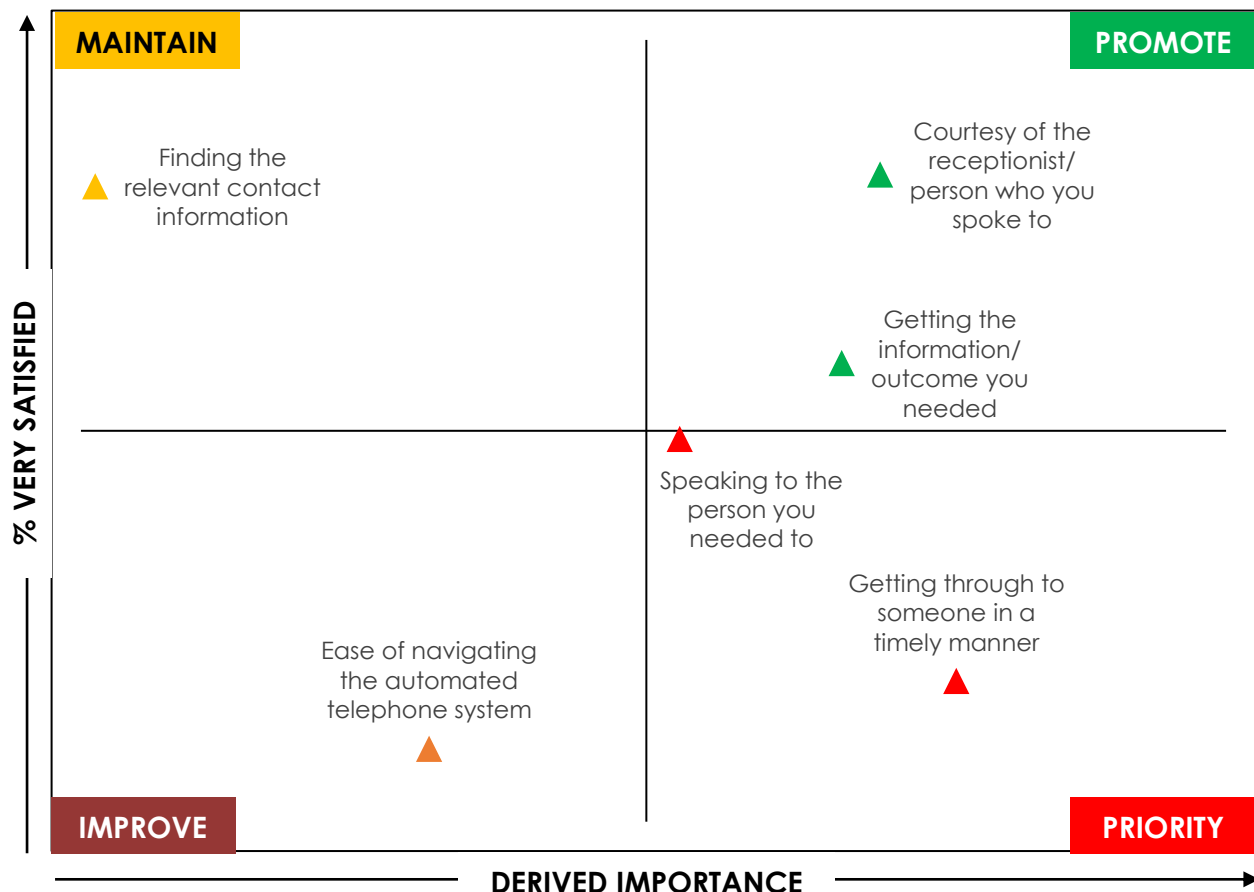 MAINTAIN
PROMOTE
Finding the
relevant contact
information
Courtesy of the
receptionist/
person who you
spoke to
Getting the
information/
outcome you
needed
% VERY SATISFIED
Speaking to the
person you
needed to
Getting through to
someone in a
timely manner
Ease of navigating
the automated
telephone system
IMPROVE
PRIORITY
DERIVED IMPORTANCE